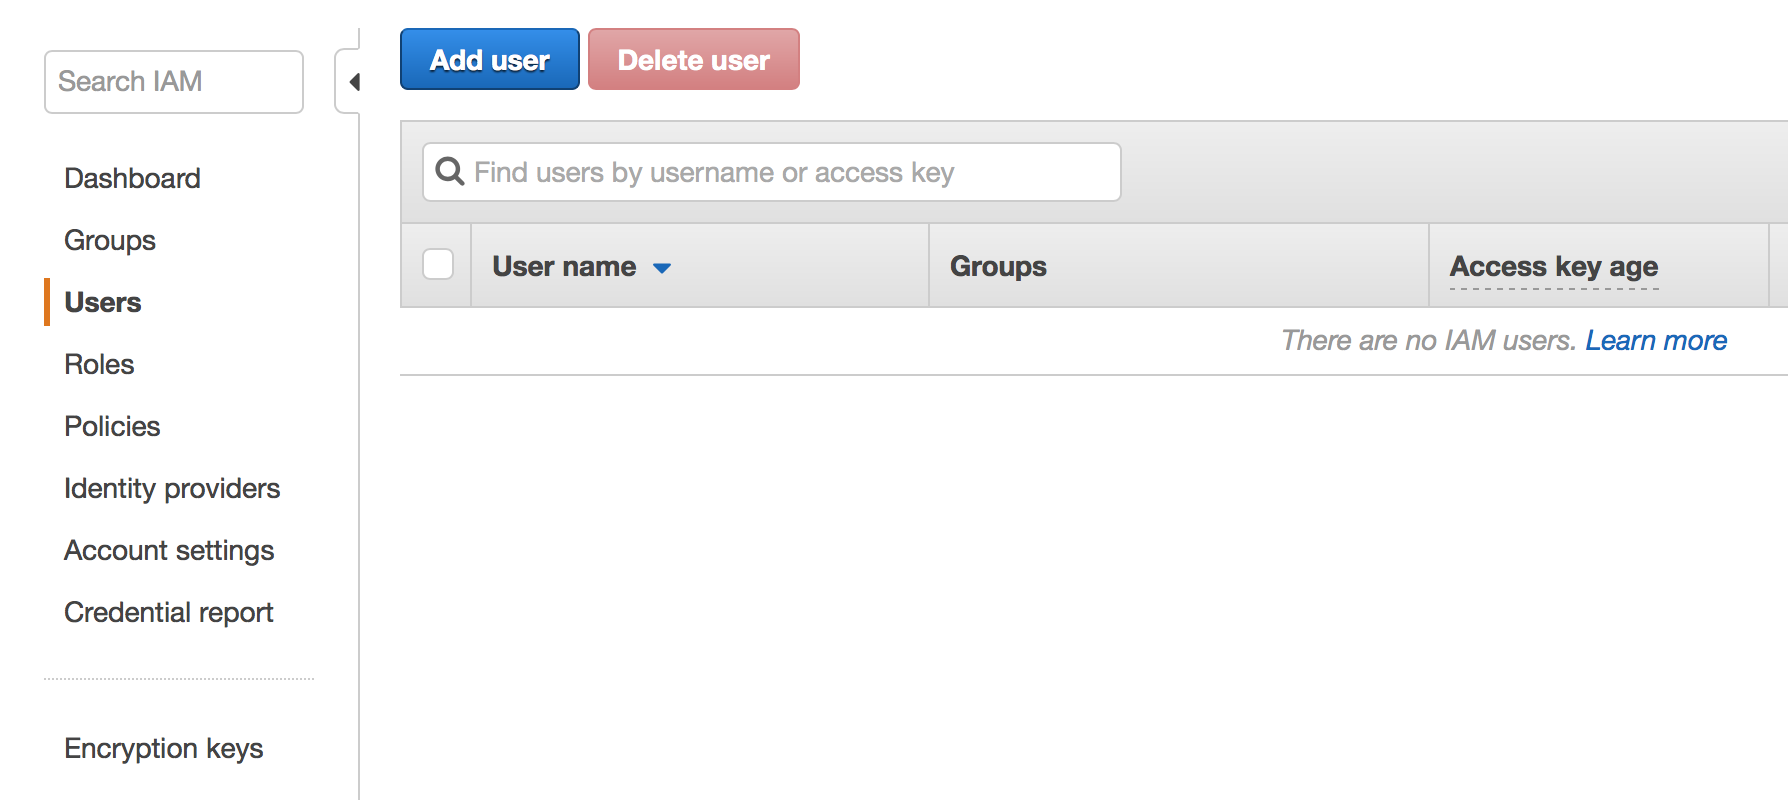 Search IAM
Dashboard
Groups
Users
Roles
Policies
Identity providers
Account settings
Credential report
Encryption keys
Add user
Delete user
Find users by username or access key
User name
Groups
Access key age
There are no IAM users. Learn more